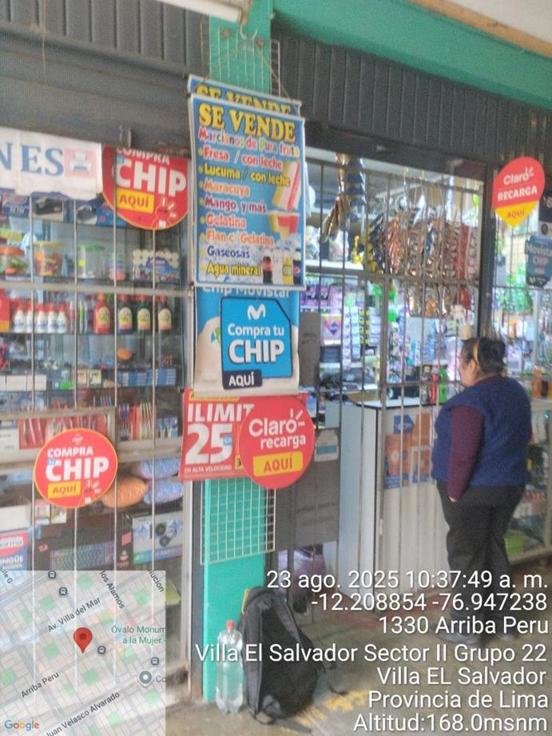 NES
COMPRA
CHIP
AQUÍ
SE VENDE
SE VENDE
Marcianos de Pura fruta
Fresa / con leche
Lucuma / con leche
Maracuya
Mango y más
Gelatina
Flan c/ Gelatina
Gaseosas
Agua mineral
Claro
RECARGA
AQUÍ
Chip Movistar
Compra tu
CHIP
AQUÍ
CHIP
ILIMIT
25
EN ALTA VELOCIDAD
Claro
recarga
AQUÍ
COMPRA
CHIP
AQUÍ
23 ago. 2025 10:37:49 a. m.
-12.208854 -76.947238
1330 Arriba Peru
Villa El Salvador Sector II Grupo 22
Villa EL Salvador
Provincia de Lima
Altitud:168.0msnm
los Álamos
Av. Villa del Mar
Óvalo Monum
a la Mujer
Arriba Peru
Juan Velasco Alvarado
Google